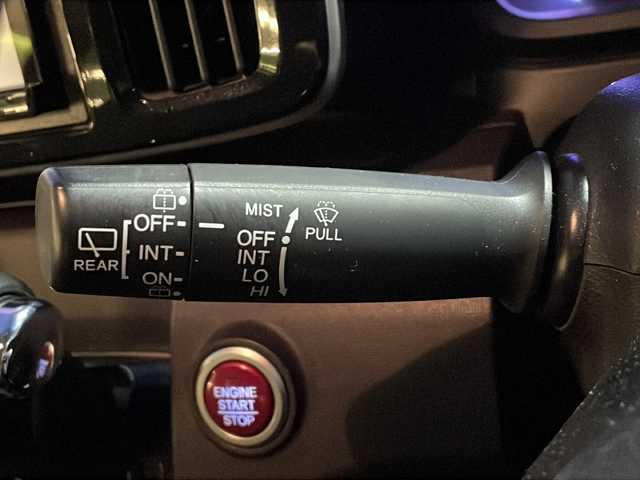 OFF
INT
ON
REAR
MIST
OFF
INT
LO
HI
PULL
ENGINE
START
STOP